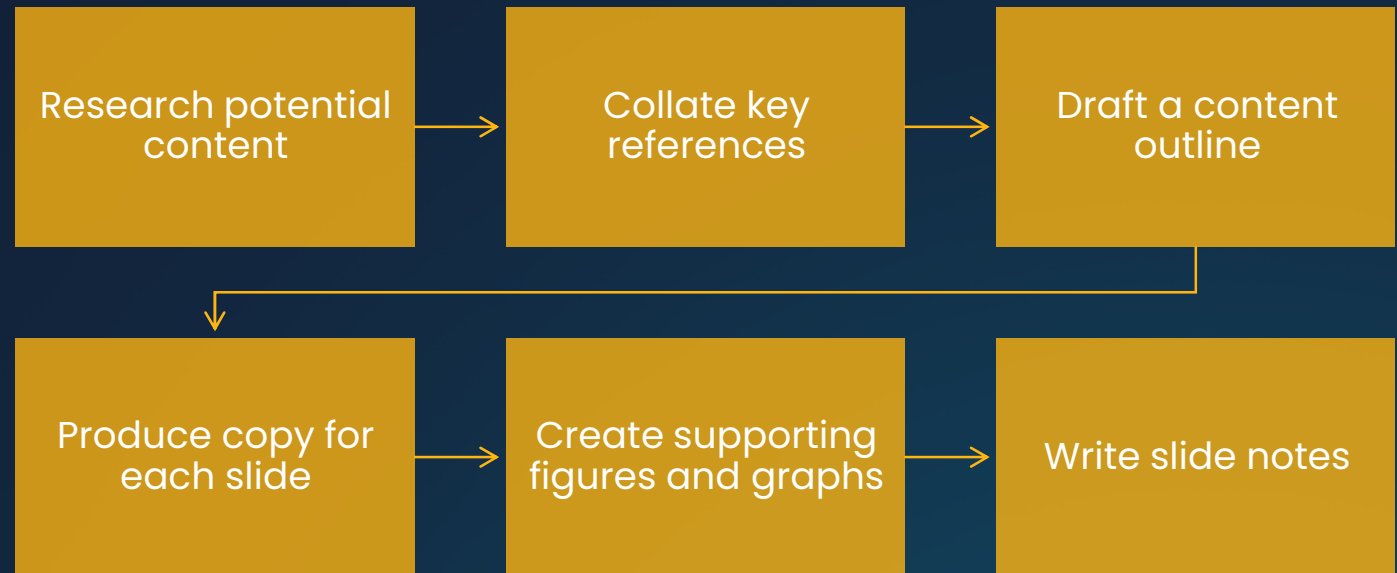 Research potential
content
Collate key
references
Draft a content
outline
Produce copy for
each slide
Create supporting
figures and graphs
Write slide notes